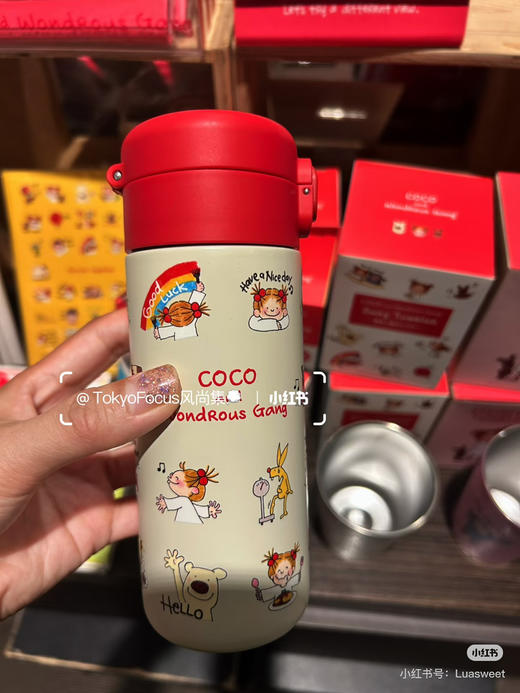 d Wondrous Gang
Let's try a different view.
Good
Luck
Have a Nice day
COCO
WondRous Gang
@TokyoFocus风尚集 | 小红书
Hello
COCO
Wondrous Gang
小红书
小红书号：Luasweet